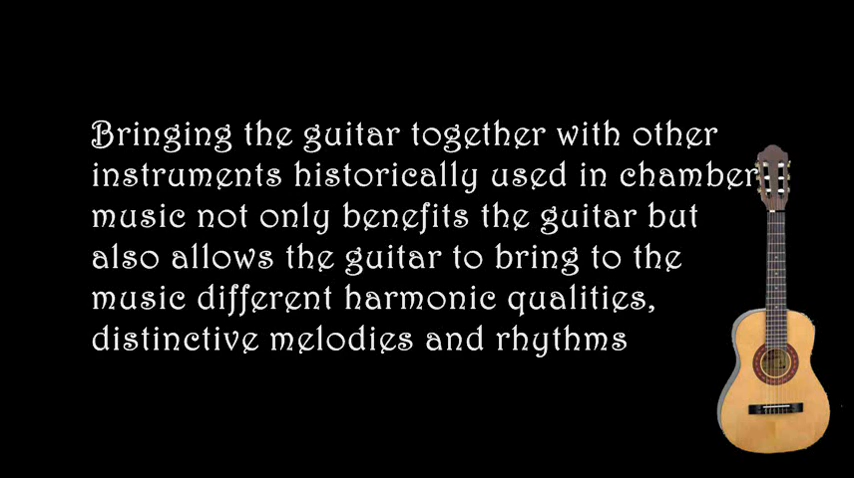 Bringing the guitar together with other
instruments historically used in chamber
music not only benefits the guitar but
also allows the guitar to bring to the
music different harmonic qualities,
distinctive melodies and rhythms